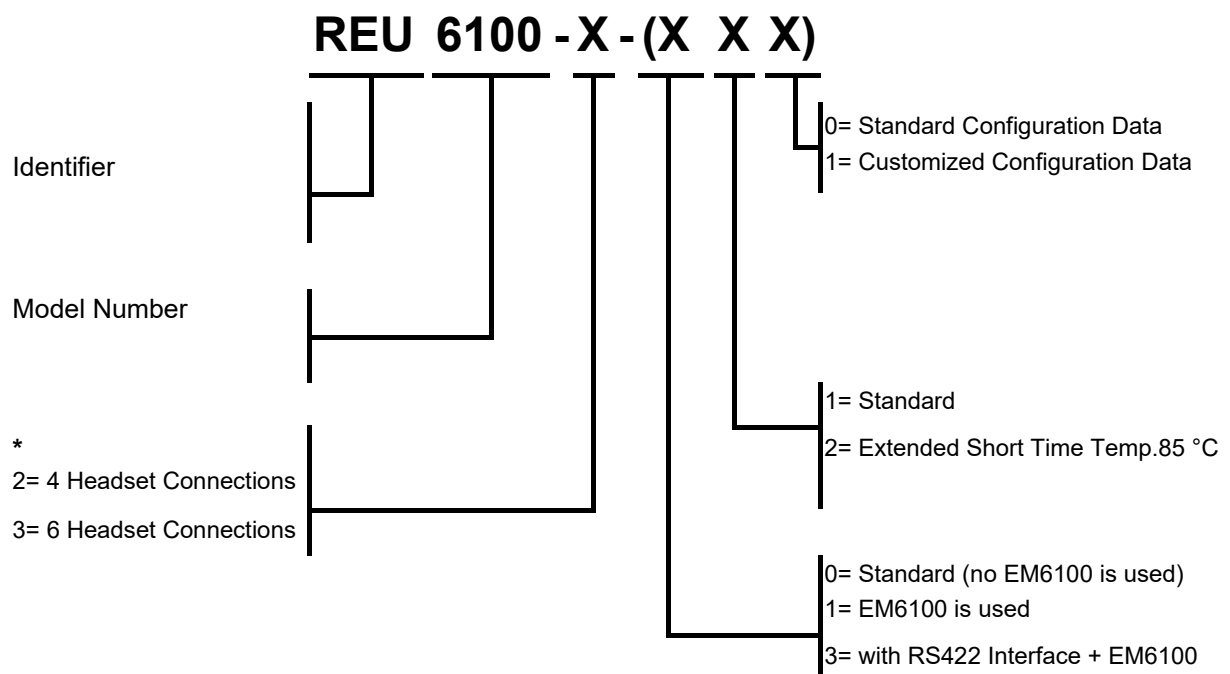 REU 6100 - X - (X X X)
0= Standard Configuration Data
1= Customized Configuration Data
Identifier
Model Number
1= Standard
2= Extended Short Time Temp.85 °C
*
2= 4 Headset Connections
3= 6 Headset Connections
0= Standard (no EM6100 is used)
1= EM6100 is used
3= with RS422 Interface + EM6100